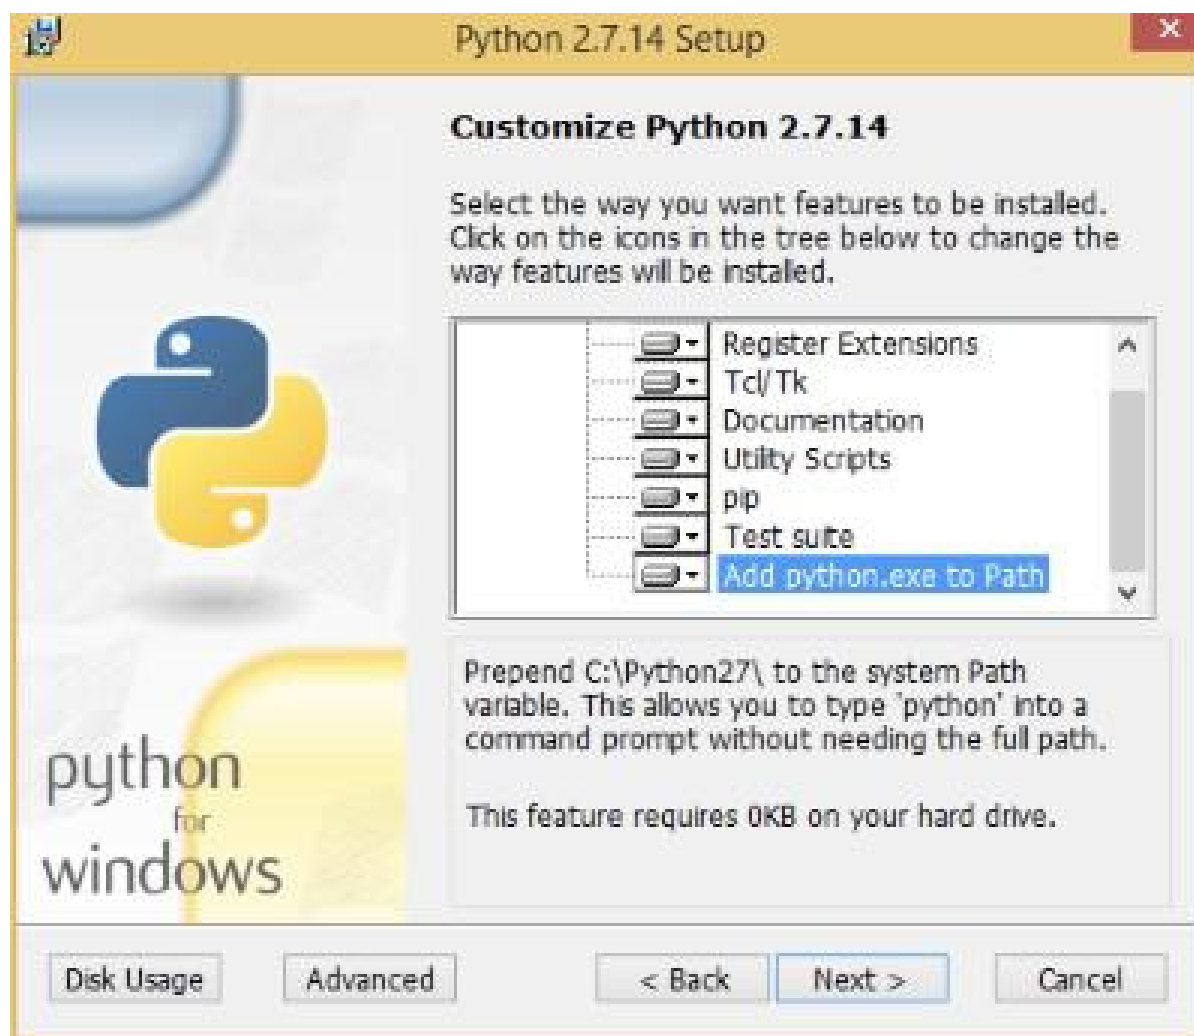 Python 2.7.14 Setup
Customize Python 2.7.14
Select the way you want features to be installed.
Click on the icons in the tree below to change the
way features will be installed.
Register Extensions
Tcl/Tk
Documentation
Utility Scripts
pip
Test suite
Add python.exe to Path
Prepend C:\Python27\ to the system Path
variable. This allows you to type 'python' into a
command prompt without needing the full path.
This feature requires 0KB on your hard drive.
python
for
windows
Disk Usage
Advanced
< Back
Next >
Cancel